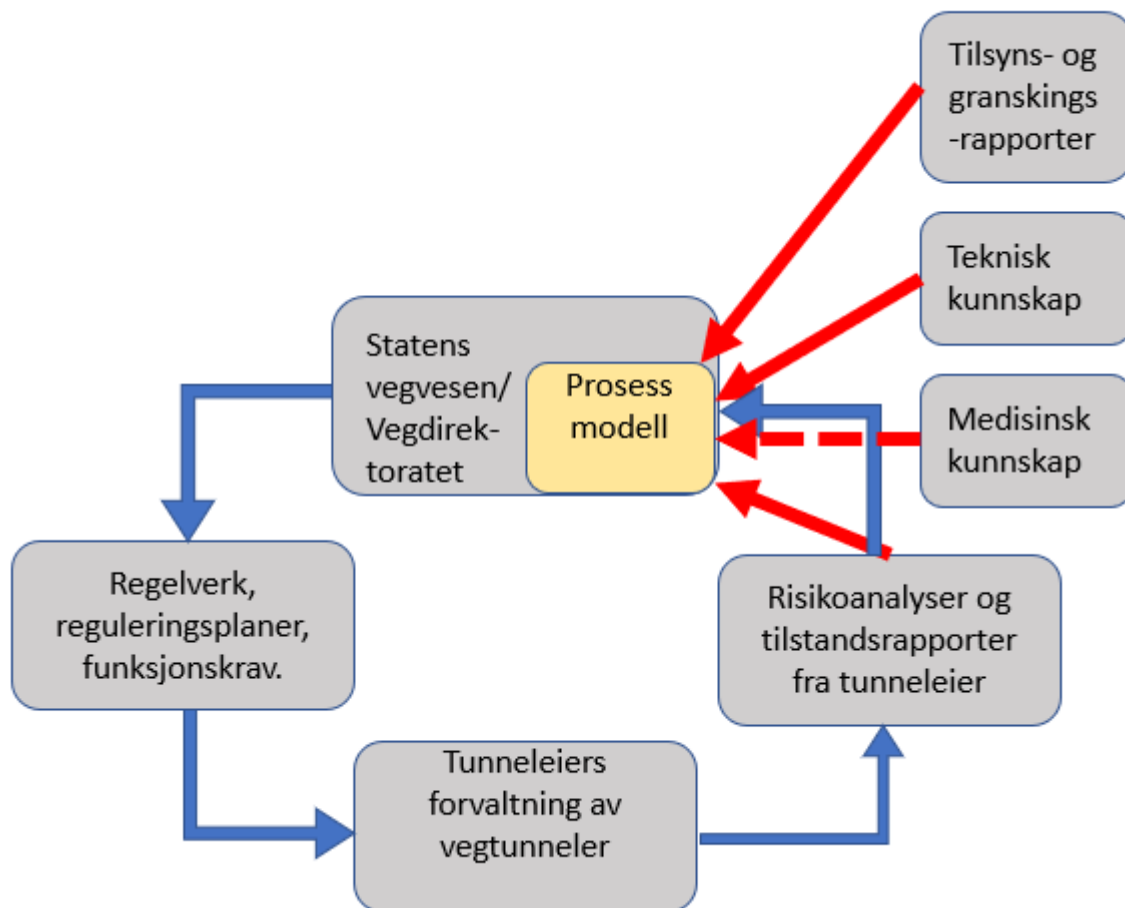 Tilsyns- og
granskings
-rapporter
Teknisk
kunnskap
Statens
vegvesen/
Vegdirek-
toratet
Prosess
modell
Medisinsk
kunnskap
Regelverk,
reguleringsplaner,
funksjonskrav.
Risikoanalyser og
tilstandsrapporter
fra tunneleier
Tunneleiers
forvaltning av
vegtunneler